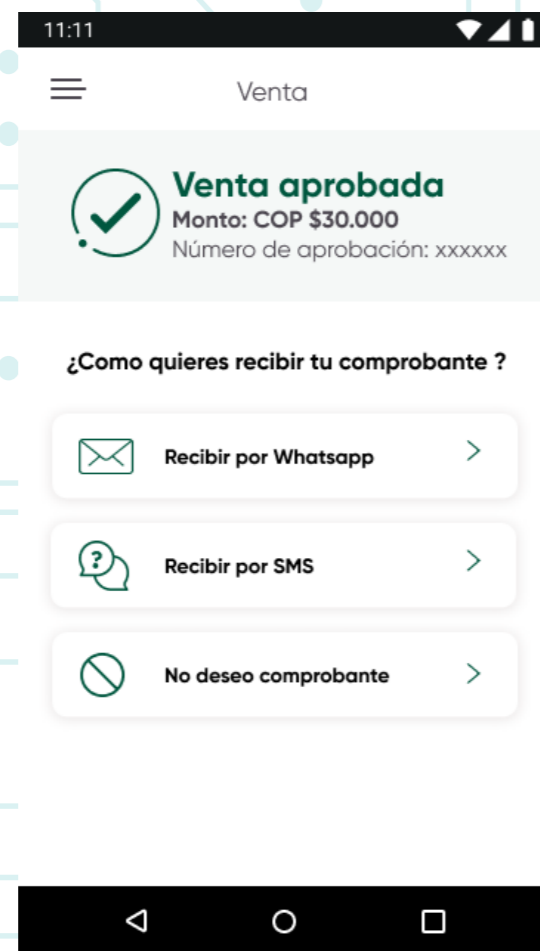 11:11
Venta
Venta aprobada
Monto: COP $30.000
Número de aprobación: xxxxxx
¿Como quieres recibir tu comprobante ?
Recibir por Whatsapp
Recibir por SMS
No deseo comprobante